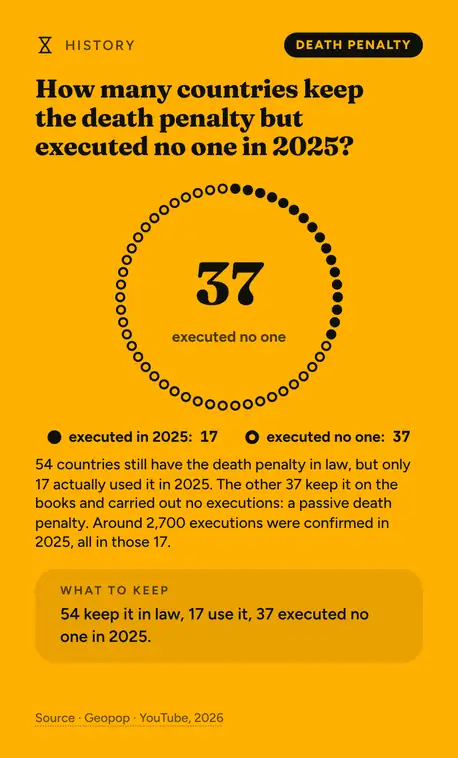 HISTORY
DEATH PENALTY
How many countries keep
the death penalty but
executed no one in 2025?
37
executed no one
executed in 2025: 17
executed no one: 37
54 countries still have the death penalty in law, but only
17 actually used it in 2025. The other 37 keep it on the
books and carried out no executions: a passive death
penalty. Around 2,700 executions were confirmed in
2025, all in those 17.
WHAT TO KEEP
54 keep it in law, 17 use it, 37 executed no
one in 2025.
Source · Geopop · YouTube, 2026